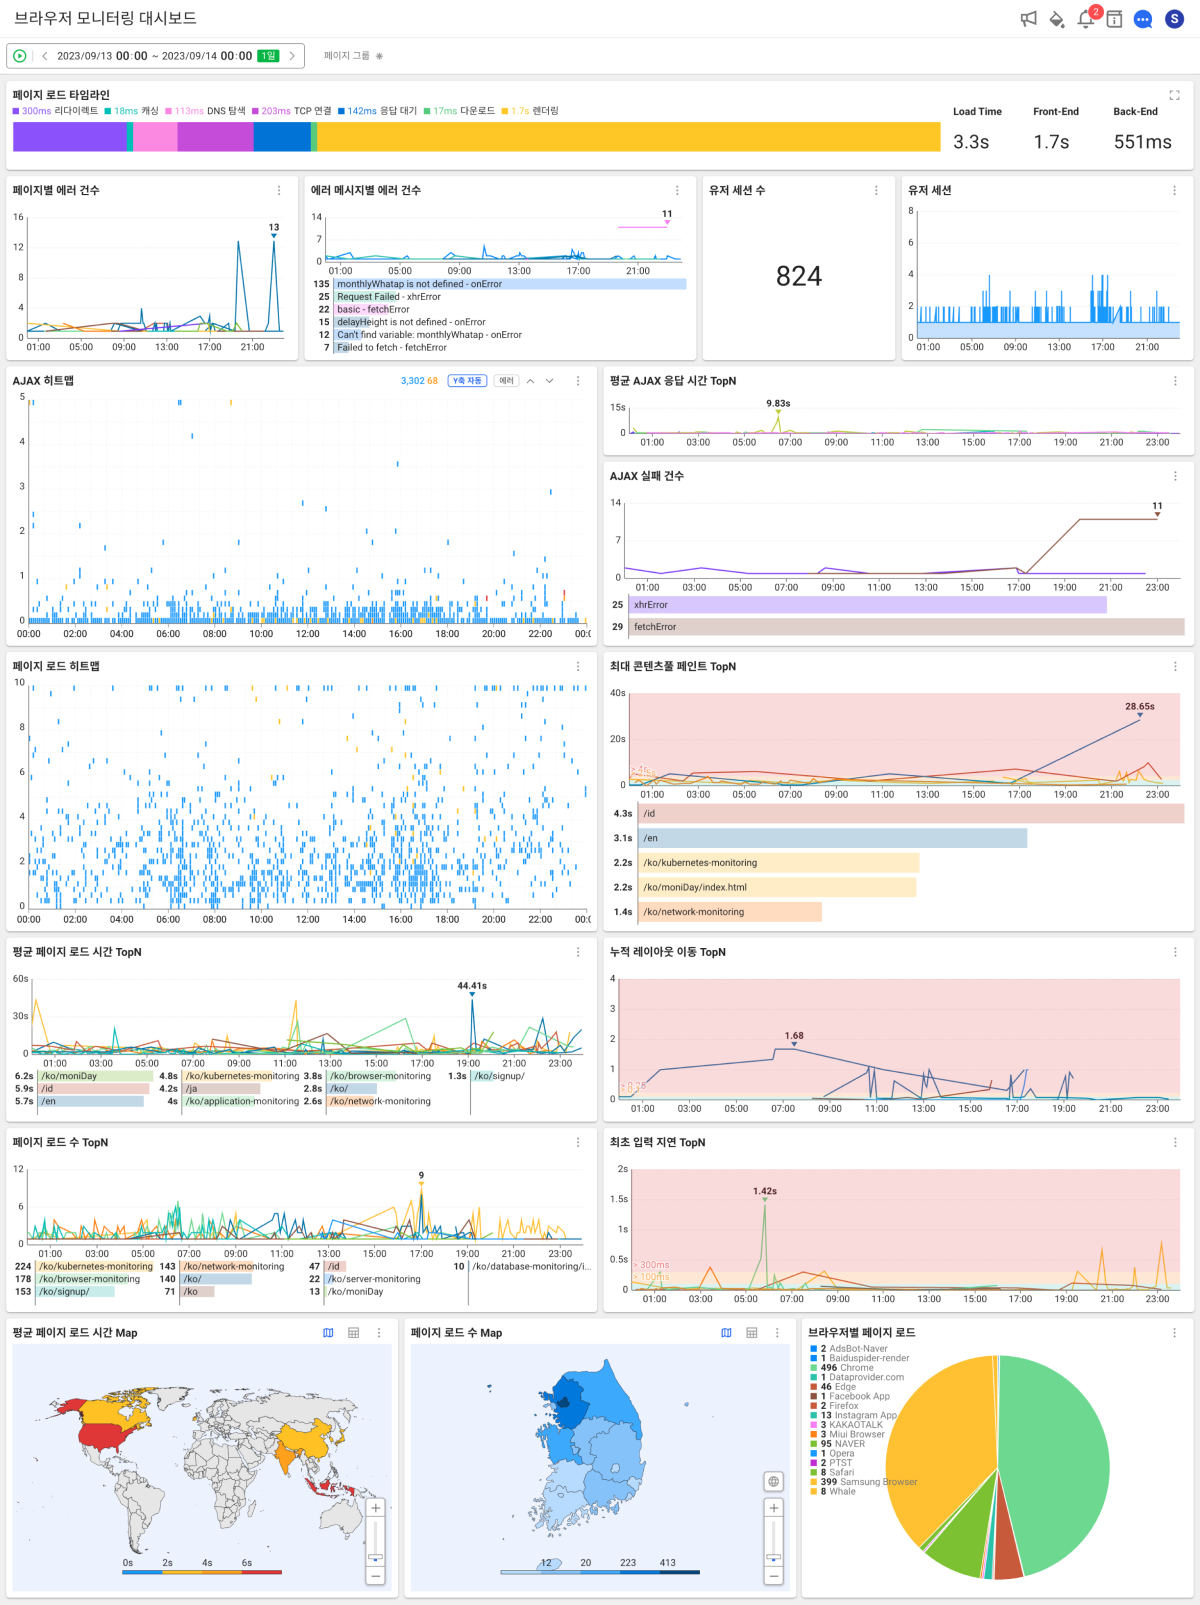 브라우저 모니터링 대시보드
2
S
2023/09/13 00:00 ~ 2023/09/14 00:00 1일
페이지 그룹 ✳
페이지 로드 타임라인
300ms 리다이렉트 18ms 캐싱 113ms DNS 탐색 203ms TCP 연결 142ms 응답 대기 17ms 다운로드 1.7s 렌더링
Load Time Front-End Back-End
3.3s 1.7s 551ms
페이지별 에러 건수
16
12
8
4
0
13
01:00 05:00 09:00 13:00 17:00 21:00
에러 메시지별 에러 건수
14
7
0
11
01:00 05:00 09:00 13:00 17:00 21:00
135 monthlyWhatap is not defined - onError
25 Request Failed - xhrError
22 basic - fetchError
15 delayHeight is not defined - onError
12 Can't find variable: monthlyWhatap - onError
7 Failed to fetch - fetchError
유저 세션 수
824
유저 세션
8
6
4
2
0
01:00 05:00 09:00 13:00 17:00 21:00
AJAX 히트맵
3,302 68 Y축 자동 에러
5
4
3
2
1
0
00:00 02:00 04:00 06:00 08:00 10:00 12:00 14:00 16:00 18:00 20:00 22:00 00:(
평균 AJAX 응답 시간 TopN
15s
0
9.83s
01:00 03:00 05:00 07:00 09:00 11:00 13:00 15:00 17:00 19:00 21:00 23:00
AJAX 실패 건수
14
7
0
11
01:00 03:00 05:00 07:00 09:00 11:00 13:00 15:00 17:00 19:00 21:00 23:00
25 xhrError
29 fetchError
페이지 로드 히트맵
10
8
6
4
2
0
00:00 02:00 04:00 06:00 08:00 10:00 12:00 14:00 16:00 18:00 20:00 22:00 00:(
최대 콘텐츠풀 페인트 TopN
40s
20s
0
28.65s
> 4s
01:00 03:00 05:00 07:00 09:00 11:00 13:00 15:00 17:00 19:00 21:00 23:00
4.3s /id
3.1s /en
2.2s /ko/kubernetes-monitoring
2.2s /ko/moniDay/index.html
1.4s /ko/network-monitoring
평균 페이지 로드 시간 TopN
60s
30s
0
44.41s
01:00 03:00 05:00 07:00 09:00 11:00 13:00 15:00 17:00 19:00 21:00 23:00
6.2s /ko/moniDay 4.8s /ko/kubernetes-monitoring 3.8s /ko/browser-monitoring 1.3s /ko/signup/
5.9s /id 4.2s /ja 2.8s /ko/
5.7s /en 4s /ko/application-monitoring 2.6s /ko/network-monitoring
누적 레이아웃 이동 TopN
4
3
2
1
0
1.68
> 0.25
01:00 03:00 05:00 07:00 09:00 11:00 13:00 15:00 17:00 19:00 21:00 23:00
페이지 로드 수 TopN
12
6
0
9
01:00 03:00 05:00 07:00 09:00 11:00 13:00 15:00 17:00 19:00 21:00 23:00
224 /ko/kubernetes-monitoring 143 /ko/network-monitoring 47 /id 10 /ko/database-monitoring/i...
178 /ko/browser-monitoring 140 /ko/ 22 /ko/server-monitoring
153 /ko/signup/ 71 /ko 13 /ko/moniDay
최초 입력 지연 TopN
2s
1.5s
1s
0.5s
0
1.42s
> 300ms
> 100ms
01:00 03:00 05:00 07:00 09:00 11:00 13:00 15:00 17:00 19:00 21:00 23:00
평균 페이지 로드 시간 Map
0s 2s 4s 6s
페이지 로드 수 Map
12 20 223 413
브라우저별 페이지 로드
2 AdsBot-Naver
1 Baiduspider-render
496 Chrome
1 Dataprovider.com
46 Edge
1 Facebook App
2 Firefox
13 Instagram App
3 KAKAOTALK
3 Miui Browser
95 NAVER
1 Opera
2 PTST
8 Safari
399 Samsung Browser
8 Whale